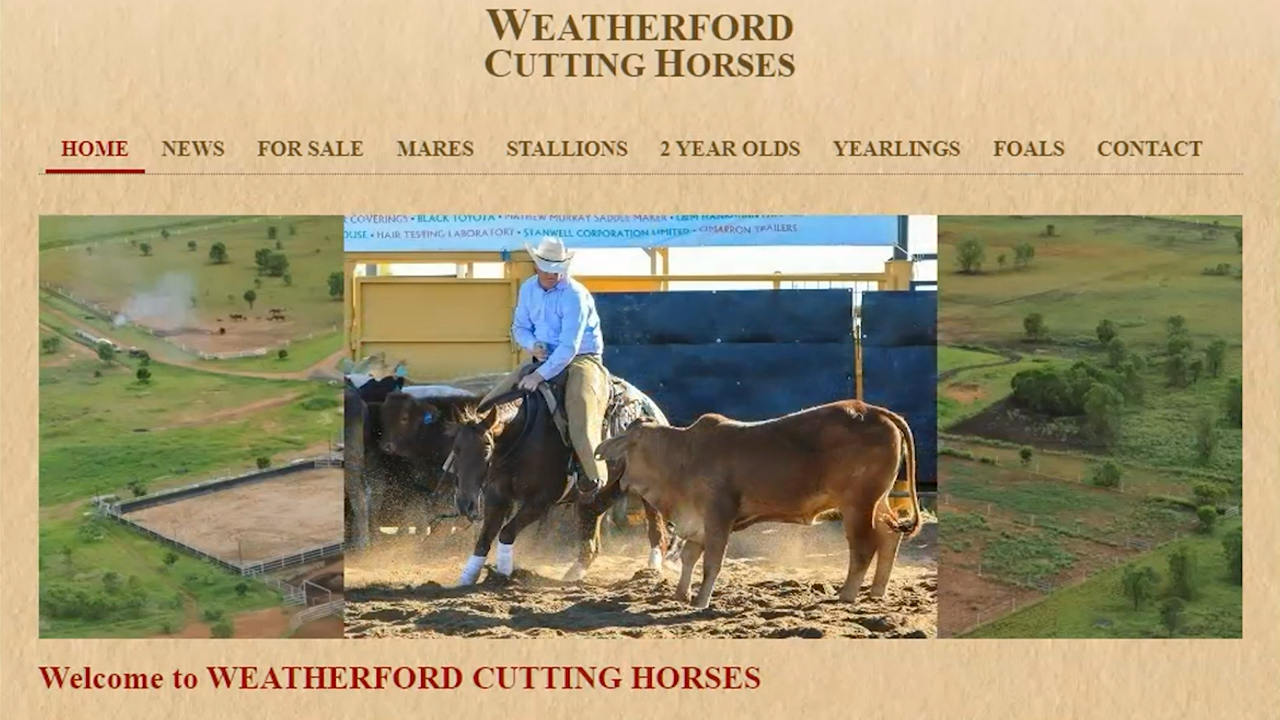 WEATHERFORD
CUTTING HORSES
HOME NEWS FOR SALE MARES STALLIONS 2 YEAR OLDS YEARLINGS FOALS CONTACT
COVERINGS • BLACK TOYOTA • MATHEW MURRAY SADDLE MAKER •
• HAIR TESTING LABORATORY • STANWELL CORPORATION LIMITED • CIMARRON TRAILERS
Welcome to WEATHERFORD CUTTING HORSES